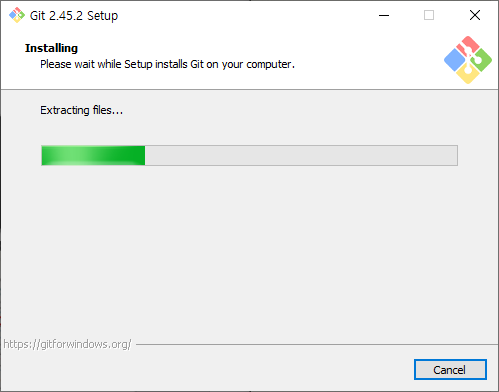 Git 2.45.2 Setup
Installing
Please wait while Setup installs Git on your computer.
Extracting files...
https://gitforwindows.org/
Cancel